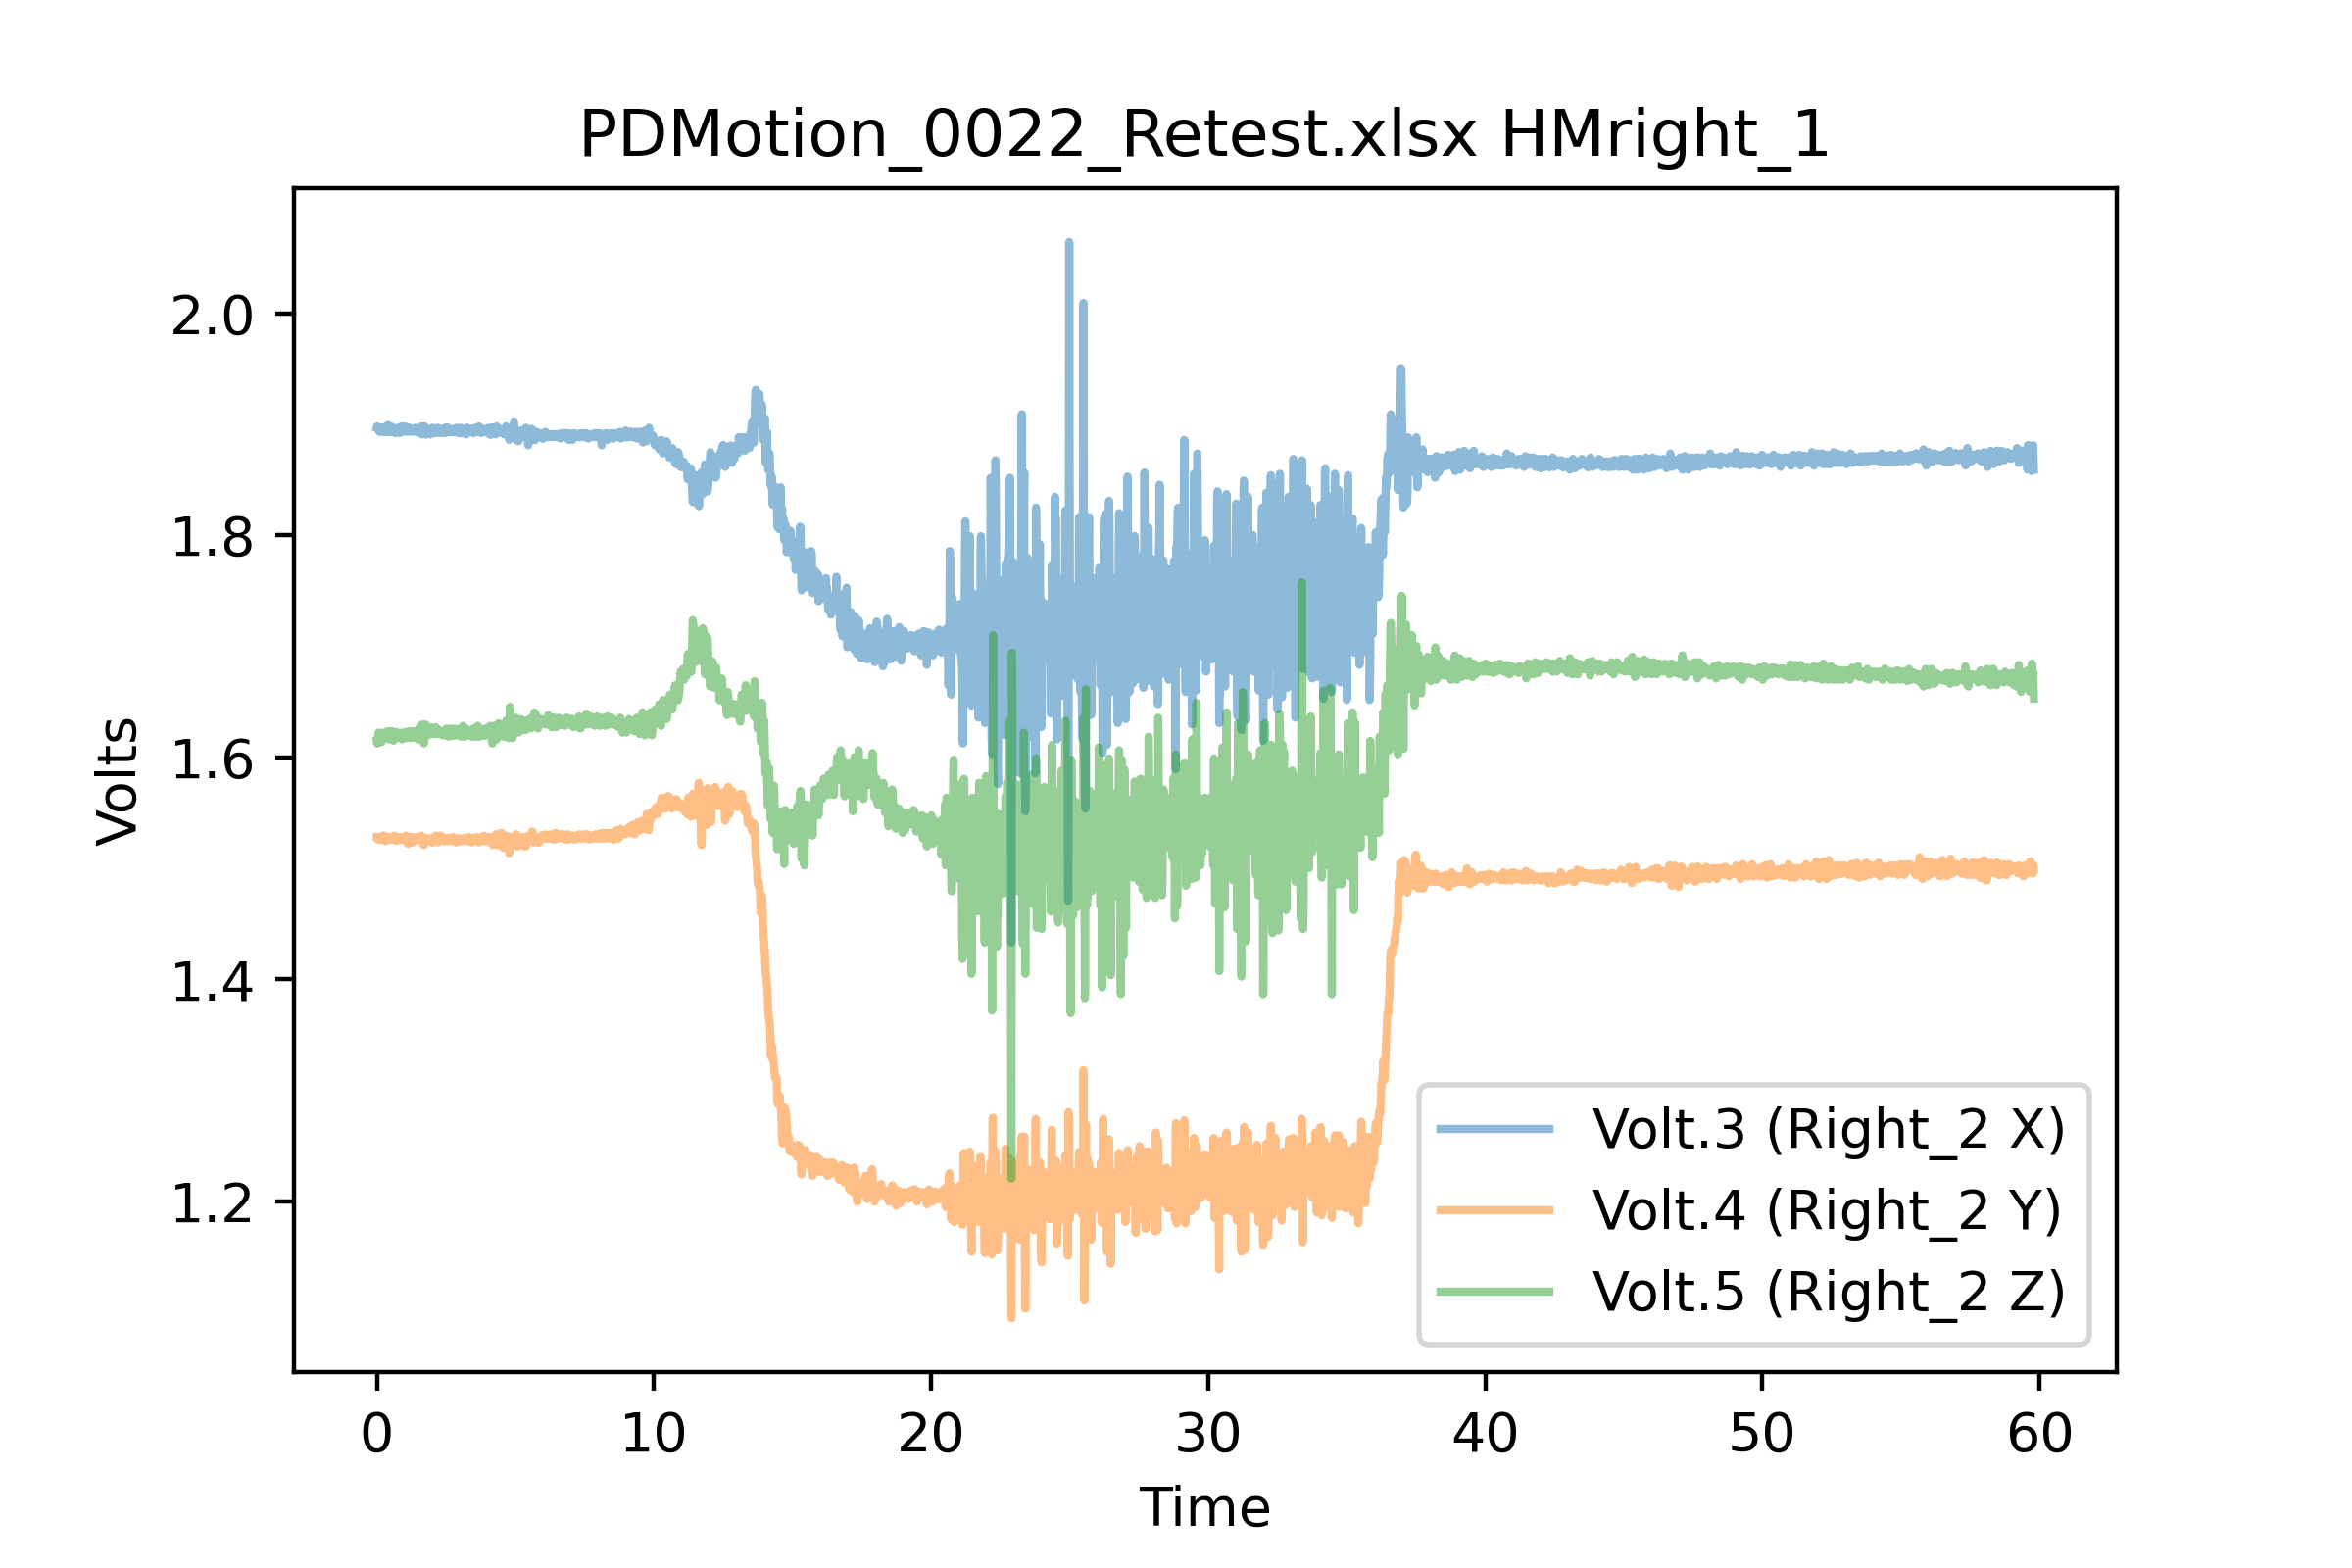 PDMotion_0022_Retest.xlsx HMright_1
Volts
2.0
1.8
1.6
1.4
1.2
Volt.3 (Right_2 X)
Volt.4 (Right_2 Y)
Volt.5 (Right_2 Z)
0 10 20 30 40 50 60
Time